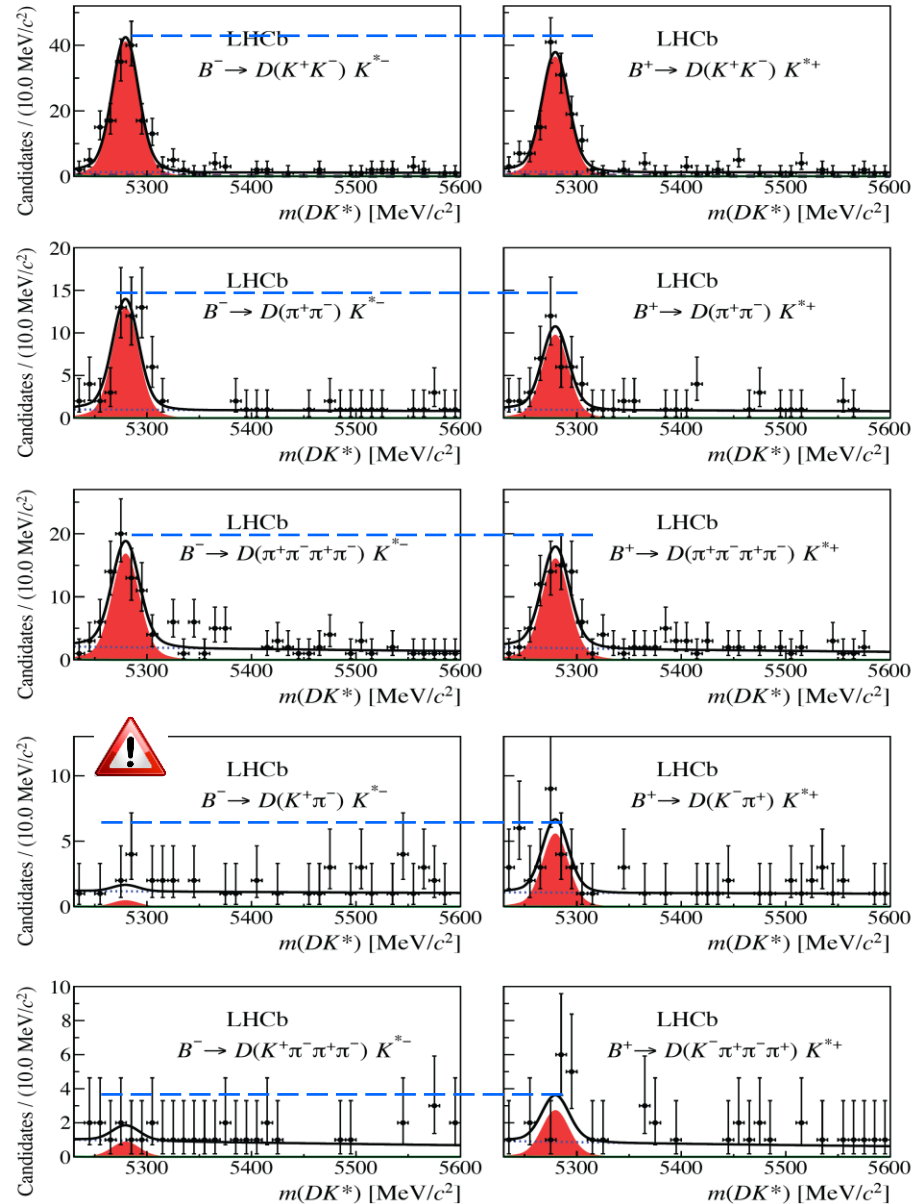 Candidates / (10.0 MeV/c²)
40
20
0
LHCb
B⁻ → D(K⁺K⁻) K*⁻
5300 5400 5500 5600
m(DK*) [MeV/c²]
LHCb
B⁺ → D(K⁺K⁻) K*⁺
5300 5400 5500 5600
m(DK*) [MeV/c²]
Candidates / (10.0 MeV/c²)
20
15
10
5
0
LHCb
B⁻ → D(π⁺π⁻) K*⁻
5300 5400 5500 5600
m(DK*) [MeV/c²]
LHCb
B⁺ → D(π⁺π⁻) K*⁺
5300 5400 5500 5600
m(DK*) [MeV/c²]
Candidates / (10.0 MeV/c²)
20
10
0
LHCb
B⁻ → D(π⁺π⁻π⁺π⁻) K*⁻
5300 5400 5500 5600
m(DK*) [MeV/c²]
LHCb
B⁺ → D(π⁺π⁻π⁺π⁻) K*⁺
5300 5400 5500 5600
m(DK*) [MeV/c²]
!
Candidates / (10.0 MeV/c²)
10
5
0
LHCb
B⁻ → D(K⁺π⁻) K*⁻
5300 5400 5500 5600
m(DK*) [MeV/c²]
LHCb
B⁺ → D(K⁻π⁺) K*⁺
5300 5400 5500 5600
m(DK*) [MeV/c²]
Candidates / (10.0 MeV/c²)
10
8
6
4
2
0
LHCb
B⁻ → D(K⁺π⁻π⁺π⁻) K*⁻
5300 5400 5500 5600
m(DK*) [MeV/c²]
LHCb
B⁺ → D(K⁻π⁺π⁻π⁺) K*⁺
5300 5400 5500 5600
m(DK*) [MeV/c²]